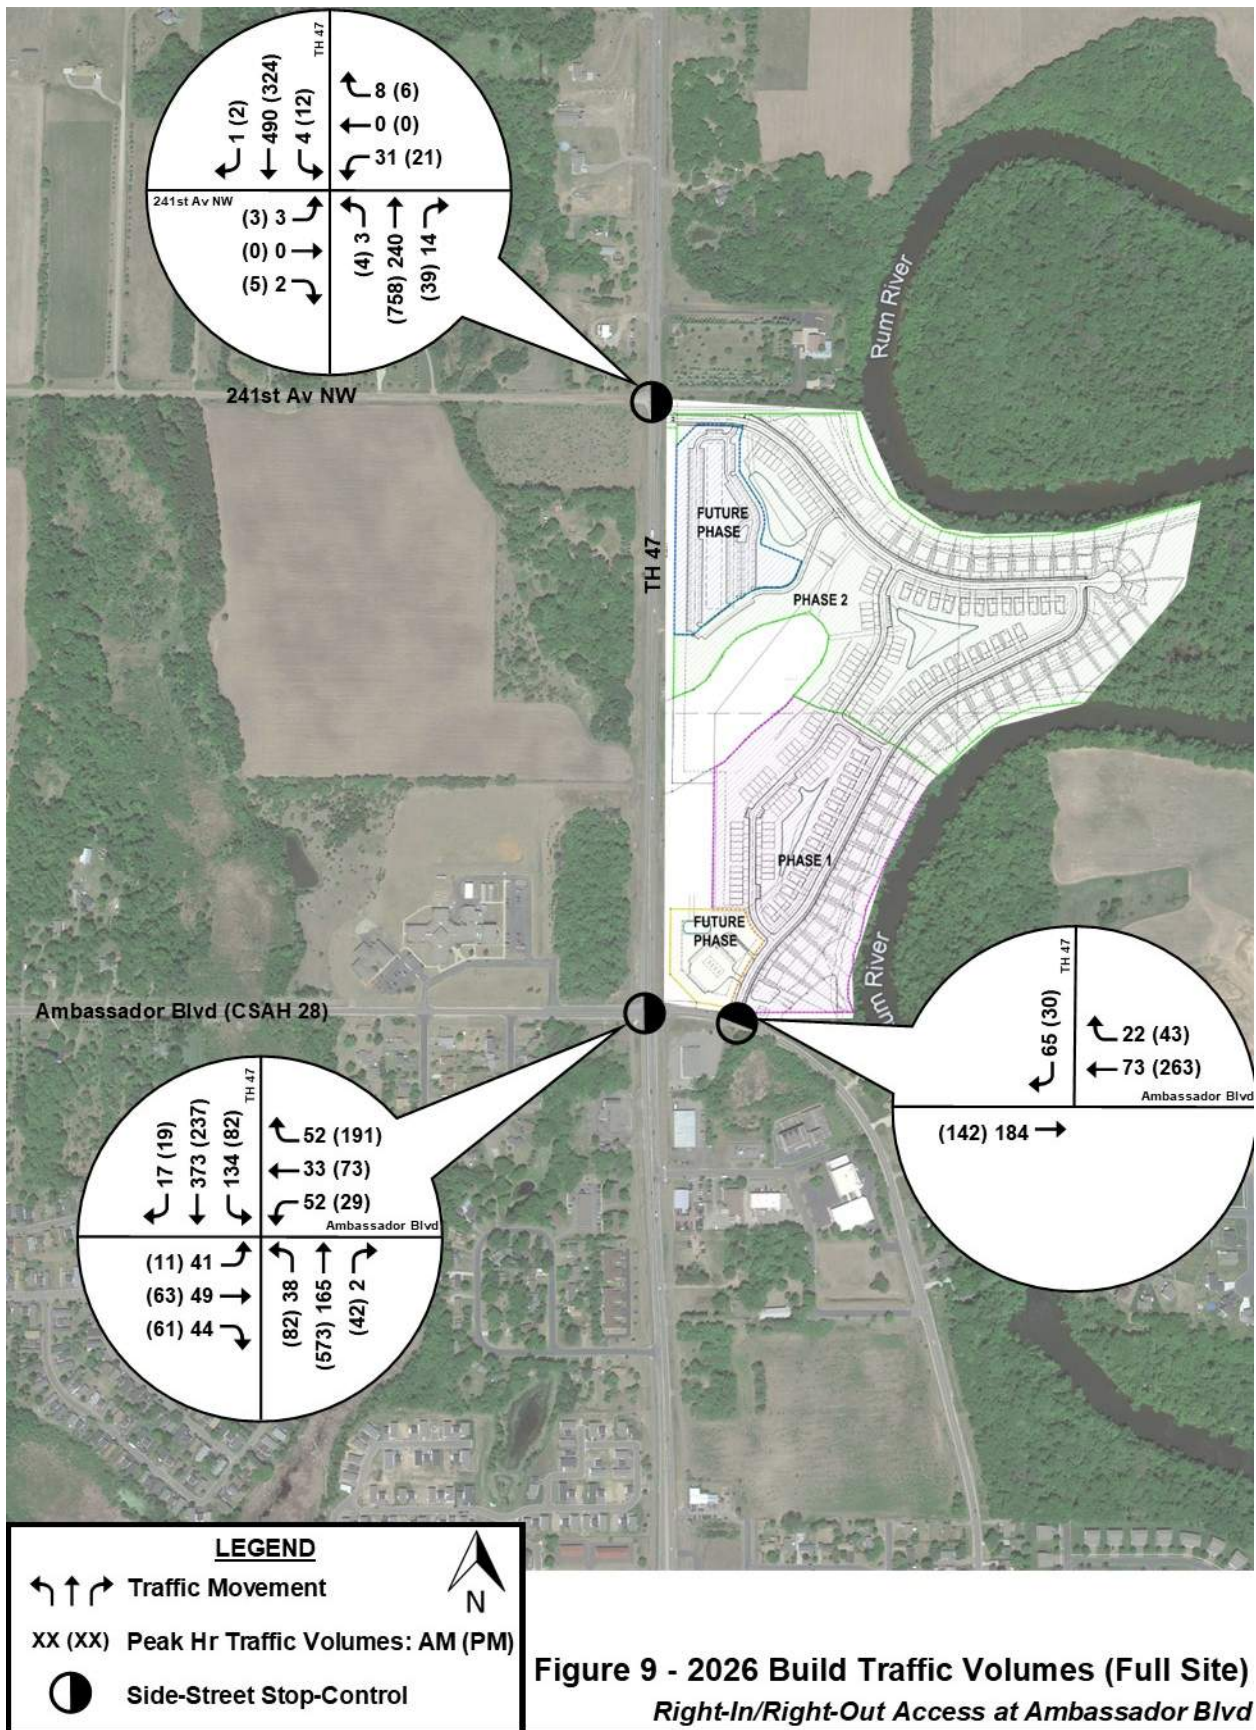 TH 47
1 (2)
490 (324)
4 (12)
8 (6)
0 (0)
31 (21)
241st Av NW
(3) 3
(0) 0
(5) 2
(4) 3
(758) 240
(39) 14
Rum River
241st Av NW
TH 47
FUTURE
PHASE
PHASE 2
PHASE 1
FUTURE
PHASE
um River
Ambassador Blvd (CSAH 28)
TH 47
65 (30)
22 (43)
73 (263)
Ambassador Blvd
(142) 184
TH 47
17 (19)
373 (237)
134 (82)
52 (191)
33 (73)
52 (29)
Ambassador Blvd
(11) 41
(63) 49
(61) 44
(82) 38
(573) 165
(42) 2
LEGEND
Traffic Movement
N
XX (XX) Peak Hr Traffic Volumes: AM (PM)
Side-Street Stop-Control
Figure 9 - 2026 Build Traffic Volumes (Full Site)
Right-In/Right-Out Access at Ambassador Blvd